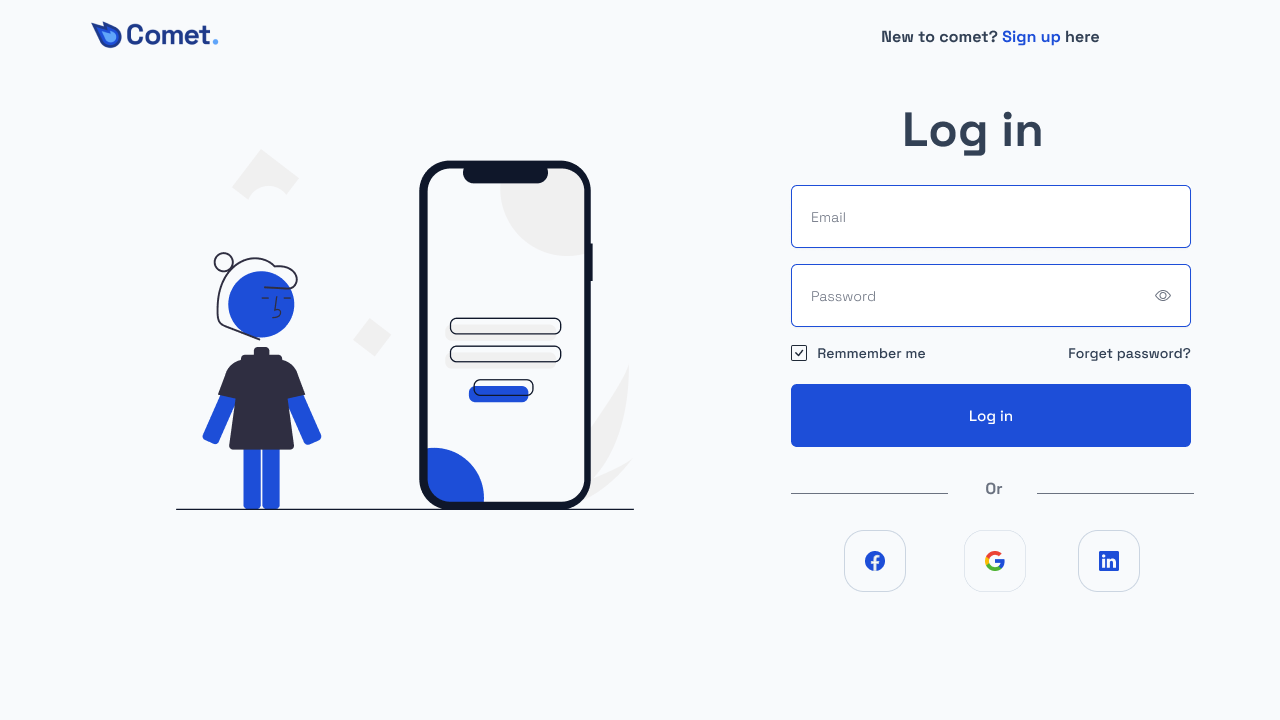 Comet.
New to comet? Sign up here
Log in
Email
Password
Remmember me
Forget password?
Log in
Or